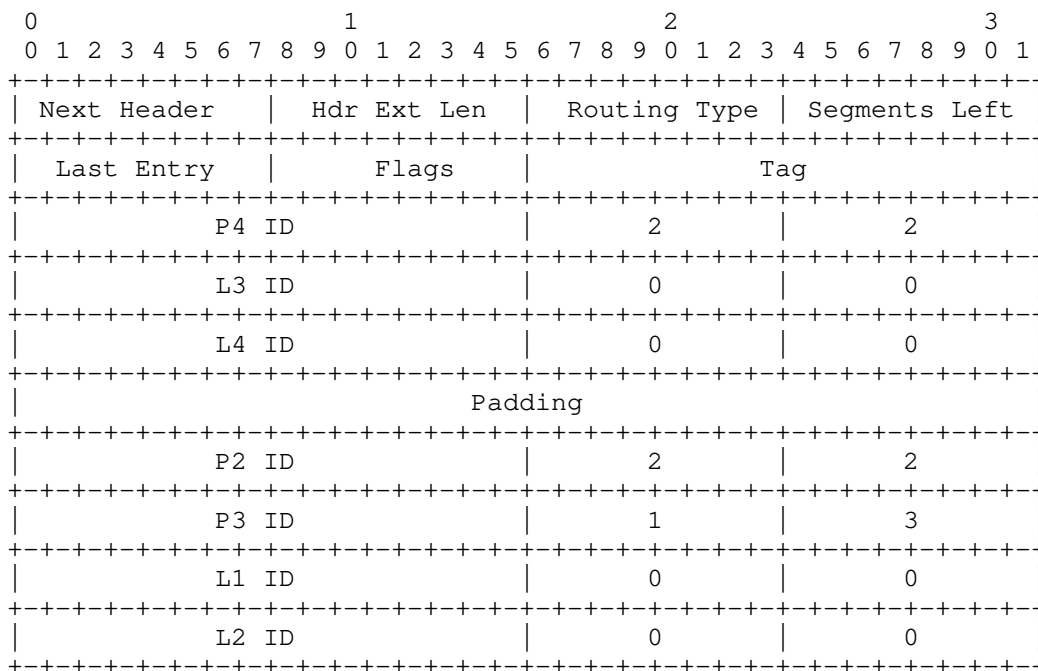 0                   1                   2                   3
 0 1 2 3 4 5 6 7 8 9 0 1 2 3 4 5 6 7 8 9 0 1 2 3 4 5 6 7 8 9 0 1
+-+-+-+-+-+-+-+-+-+-+-+-+-+-+-+-+-+-+-+-+-+-+-+-+-+-+-+-+-+-+-+--
| Next Header   |  Hdr Ext Len  |  Routing Type | Segments Left
+-+-+-+-+-+-+-+-+-+-+-+-+-+-+-+-+-+-+-+-+-+-+-+-+-+-+-+-+-+-+-+--
|  Last Entry   |      Flags    |              Tag
+-+-+-+-+-+-+-+-+-+-+-+-+-+-+-+-+-+-+-+-+-+-+-+-+-+-+-+-+-+-+-+--
|            P4 ID              |       2       |       2
+-+-+-+-+-+-+-+-+-+-+-+-+-+-+-+-+-+-+-+-+-+-+-+-+-+-+-+-+-+-+-+--
|            L3 ID              |       0       |       0
+-+-+-+-+-+-+-+-+-+-+-+-+-+-+-+-+-+-+-+-+-+-+-+-+-+-+-+-+-+-+-+--
|            L4 ID              |       0       |       0
+-+-+-+-+-+-+-+-+-+-+-+-+-+-+-+-+-+-+-+-+-+-+-+-+-+-+-+-+-+-+-+--
|                            Padding
+-+-+-+-+-+-+-+-+-+-+-+-+-+-+-+-+-+-+-+-+-+-+-+-+-+-+-+-+-+-+-+--
|            P2 ID              |       2       |       2
+-+-+-+-+-+-+-+-+-+-+-+-+-+-+-+-+-+-+-+-+-+-+-+-+-+-+-+-+-+-+-+--
|            P3 ID              |       1       |       3
+-+-+-+-+-+-+-+-+-+-+-+-+-+-+-+-+-+-+-+-+-+-+-+-+-+-+-+-+-+-+-+--
|            L1 ID              |       0       |       0
+-+-+-+-+-+-+-+-+-+-+-+-+-+-+-+-+-+-+-+-+-+-+-+-+-+-+-+-+-+-+-+--
|            L2 ID              |       0       |       0
+-+-+-+-+-+-+-+-+-+-+-+-+-+-+-+-+-+-+-+-+-+-+-+-+-+-+-+-+-+-+-+--